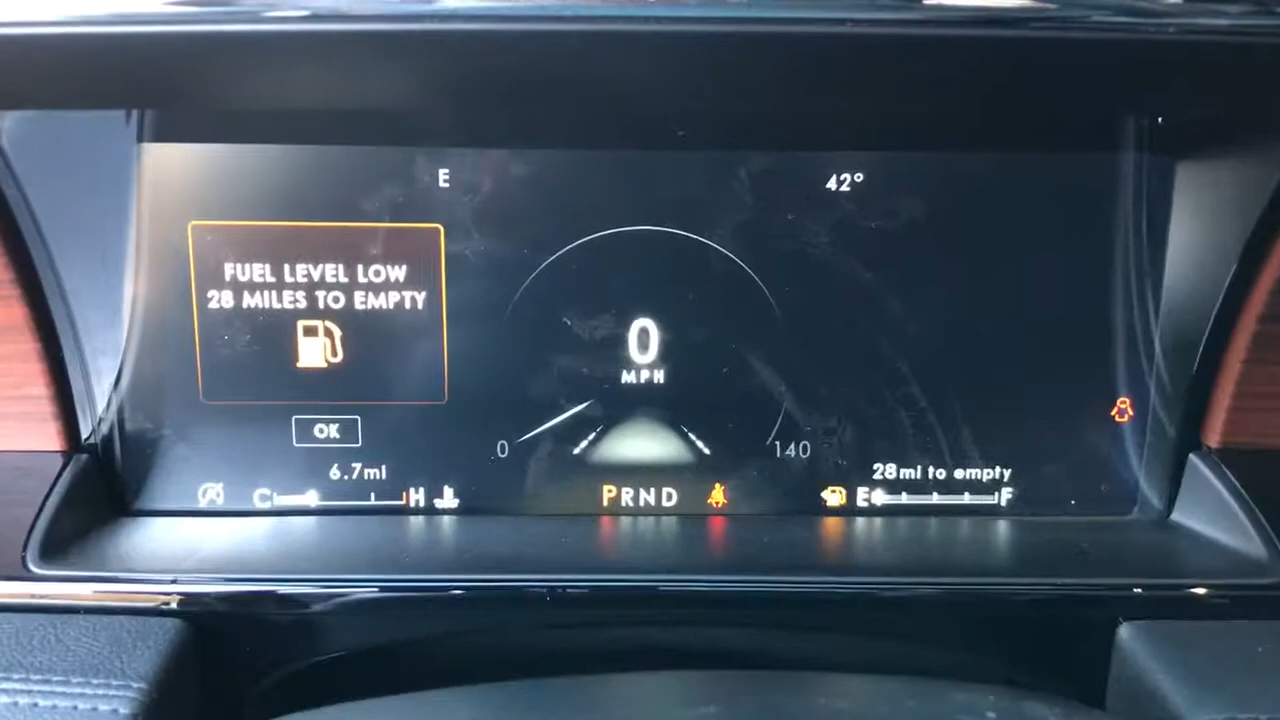 E
42°
FUEL LEVEL LOW
28 MILES TO EMPTY
0
MPH
OK
0
140
6.7mi
28mi to empty
C H
PRND
E F